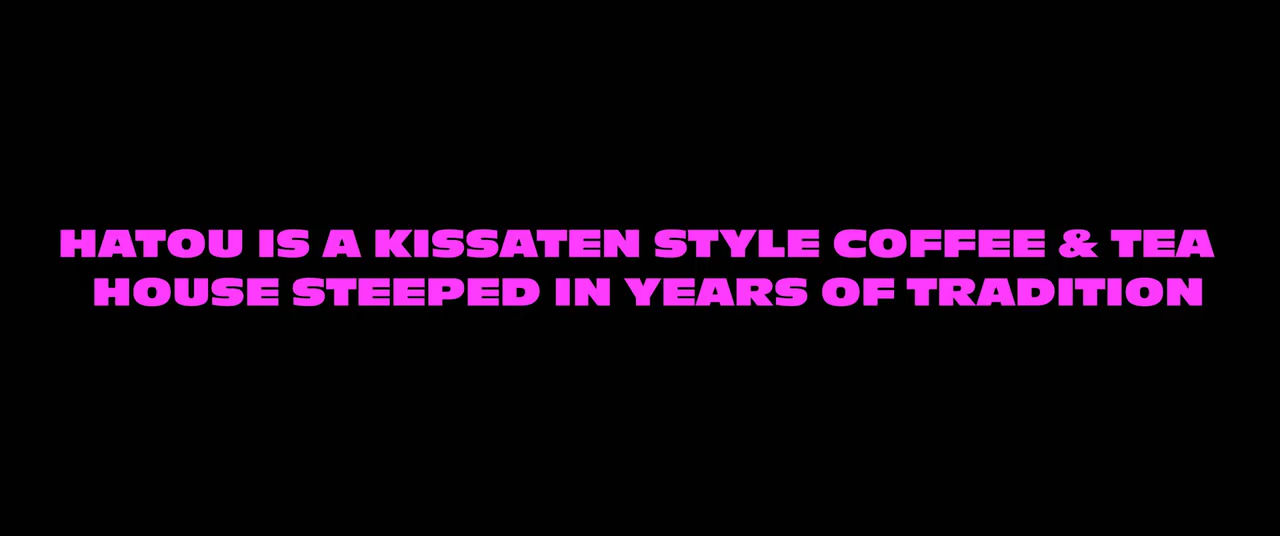 HATOU IS A KISSATEN STYLE COFFEE & TEA
HOUSE STEEPED IN YEARS OF TRADITION